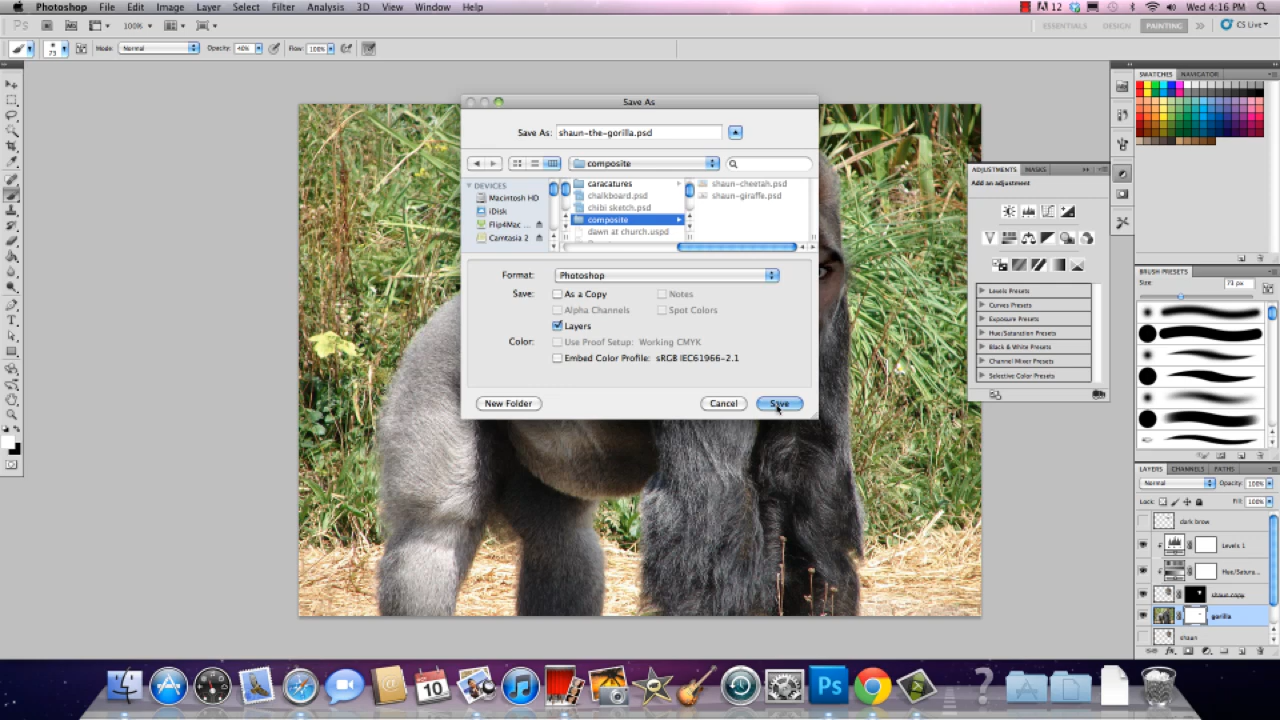 Photoshop File Edit Image Layer Select Filter Analysis 3D View Window Help
12 Wed 4:16 PM
Ps 100% ESSENTIALS DESIGN PAINTING >> CS Live
73 Mode: Normal Opacity: 40% Flow: 100%
Save As
Save As: shaun-the-gorilla.psd
composite
DEVICES
Macintosh HD
iDisk
Flip4Mac ...
Camtasia 2
caracatures
chalkboard.psd
chibi sketch.psd
composite
dawn at church.uspd
shaun-cheetah.psd
shaun-giraffe.psd
Format: Photoshop
Save: As a Copy Notes
Alpha Channels Spot Colors
Layers
Color: Use Proof Setup: Working CMYK
Embed Color Profile: sRGB IEC61966-2.1
New Folder Cancel Save
SWATCHES NAVIGATOR
ADJUSTMENTS MASKS
Add an adjustment
Levels Presets
Curves Presets
Exposure Presets
Hue/Saturation Presets
Black & White Presets
Channel Mixer Presets
Selective Color Presets
BRUSH PRESETS
Size: 73 px
LAYERS CHANNELS PATHS
Normal Opacity: 100%
Lock: Fill: 100%
dark brow
Levels 1
Hue/Satura...
shaun copy
gorilla
shaun
10
Ps